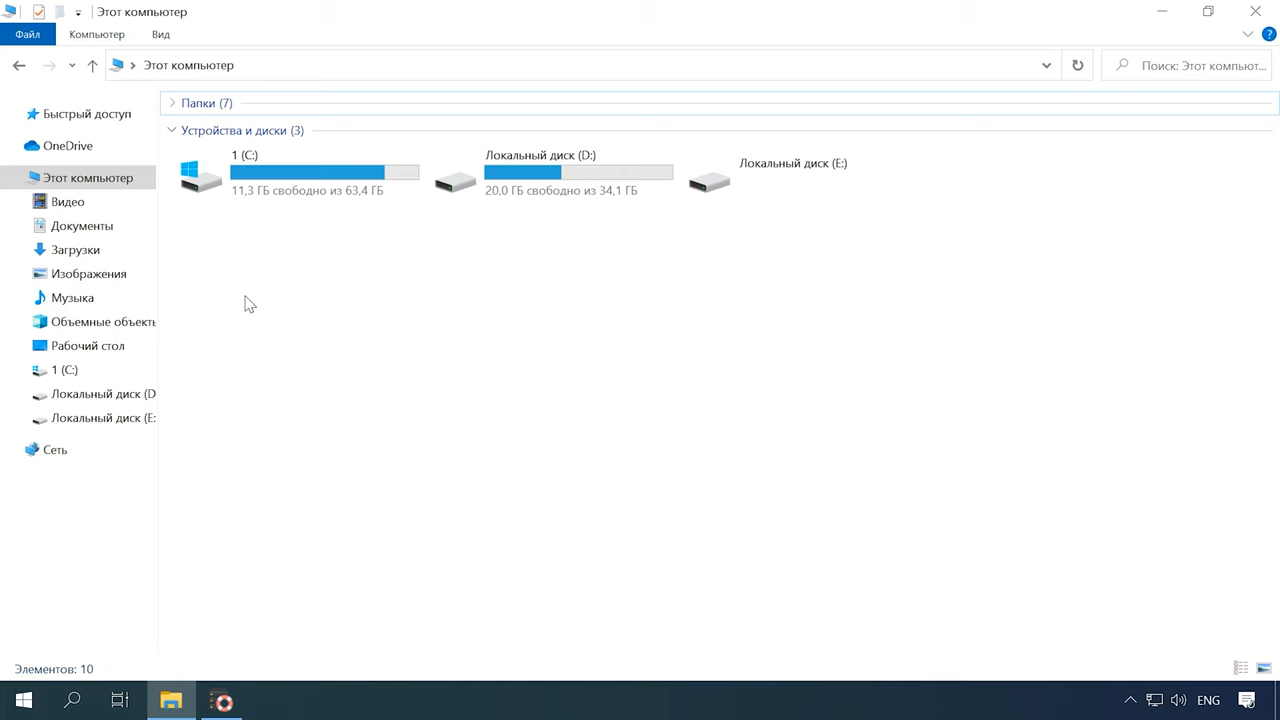 Этот компьютер
Файл
Компьютер
Вид
?
Этот компьютер
Поиск: Этот компьют...
Быстрый доступ
OneDrive
Этот компьютер
Видео
Документы
Загрузки
Изображения
Музыка
Объемные объекть
Рабочий стол
1 (C:)
Локальный диск (D
Локальный диск (E:
Сеть
Папки (7)
Устройства и диски (3)
1 (C:)
11,3 ГБ свободно из 63,4 ГБ
Локальный диск (D:)
20,0 ГБ свободно из 34,1 ГБ
Локальный диск (E:)
Элементов: 10
ENG